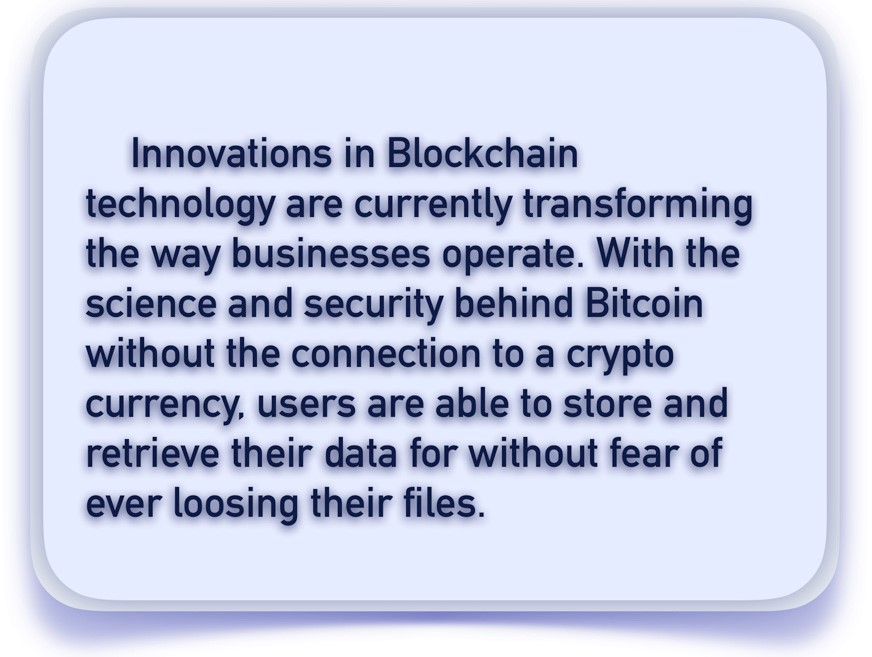 Innovations in Blockchain
technology are currently transforming
the way businesses operate. With the
science and security behind Bitcoin
without the connection to a crypto
currency, users are able to store and
retrieve their data for without fear of
ever loosing their files.